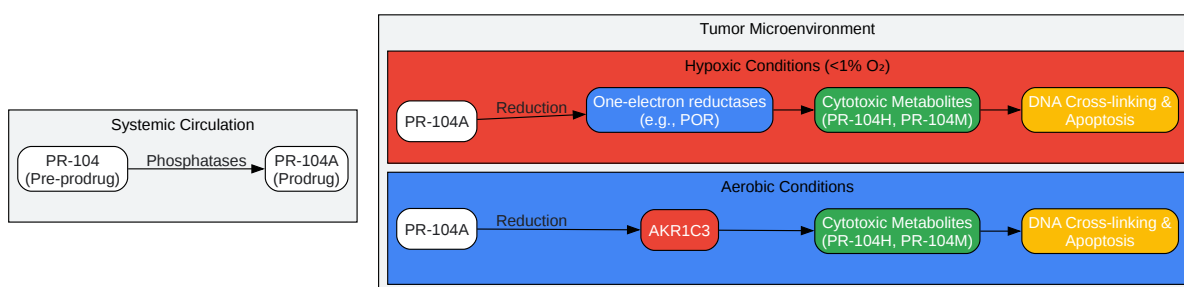 Systemic Circulation
PR-104
(Pre-prodrug)
Phosphatases
PR-104A
(Prodrug)
Tumor Microenvironment
Hypoxic Conditions (<1% O₂)
PR-104A
Reduction
One-electron reductases
(e.g., POR)
Cytotoxic Metabolites
(PR-104H, PR-104M)
DNA Cross-linking &
Apoptosis
Aerobic Conditions
PR-104A
Reduction
AKR1C3
Cytotoxic Metabolites
(PR-104H, PR-104M)
DNA Cross-linking &
Apoptosis